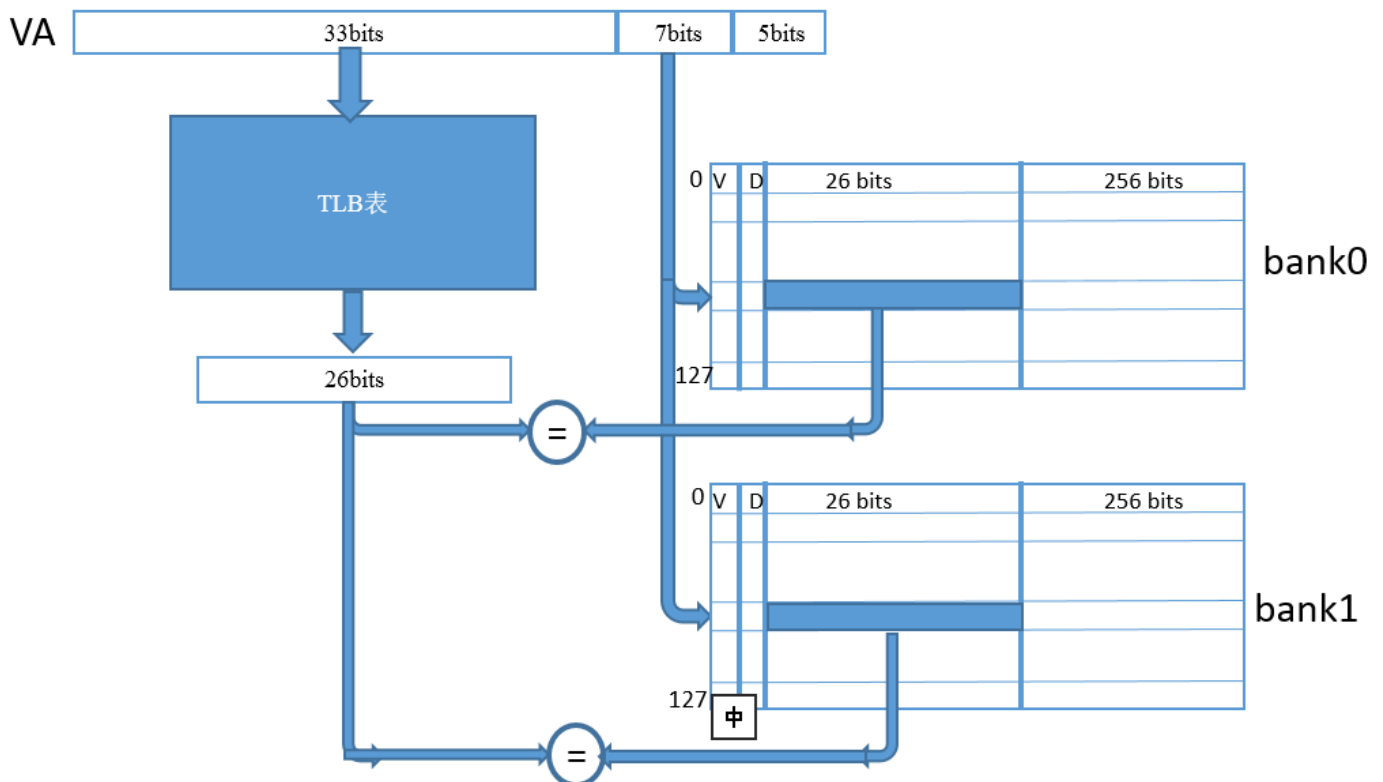 VA
33bits
7bits
5bits
TLB表
26bits
0
V
D
26 bits
256 bits
bank0
127
=
0
V
D
26 bits
256 bits
bank1
127
中
=